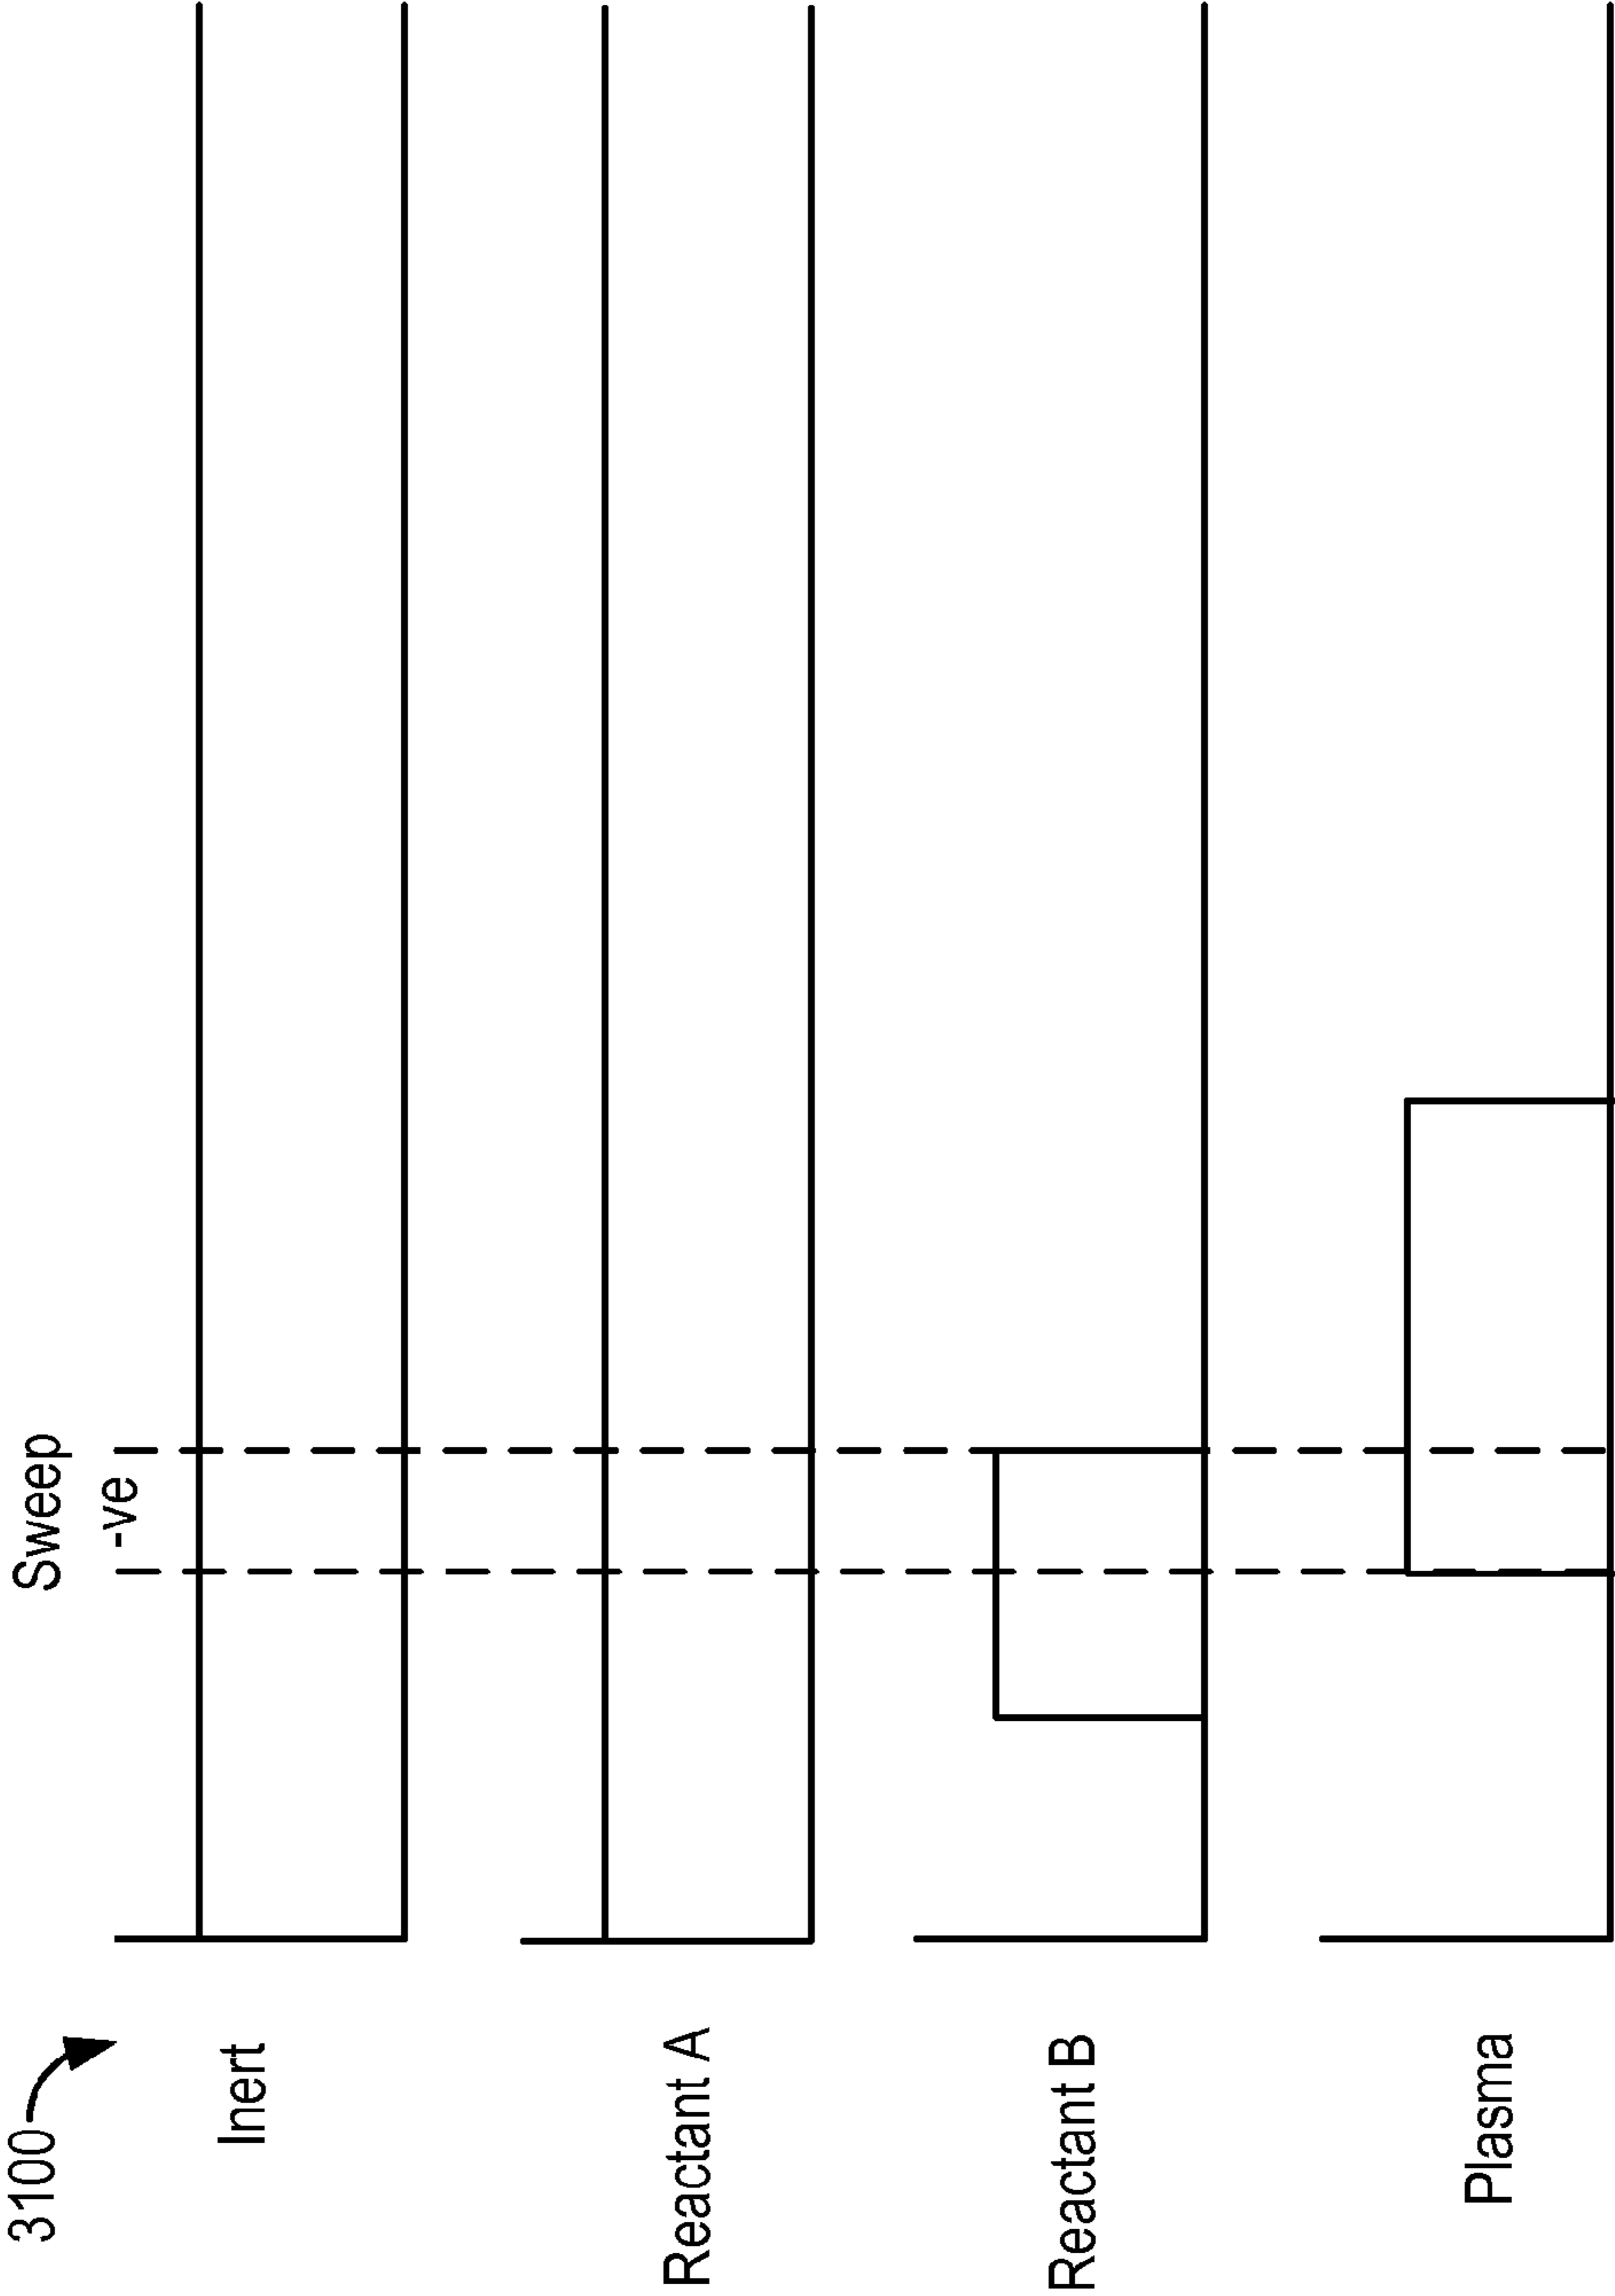 3100
Sweep
-ve
Inert
Reactant A
Reactant B
Plasma